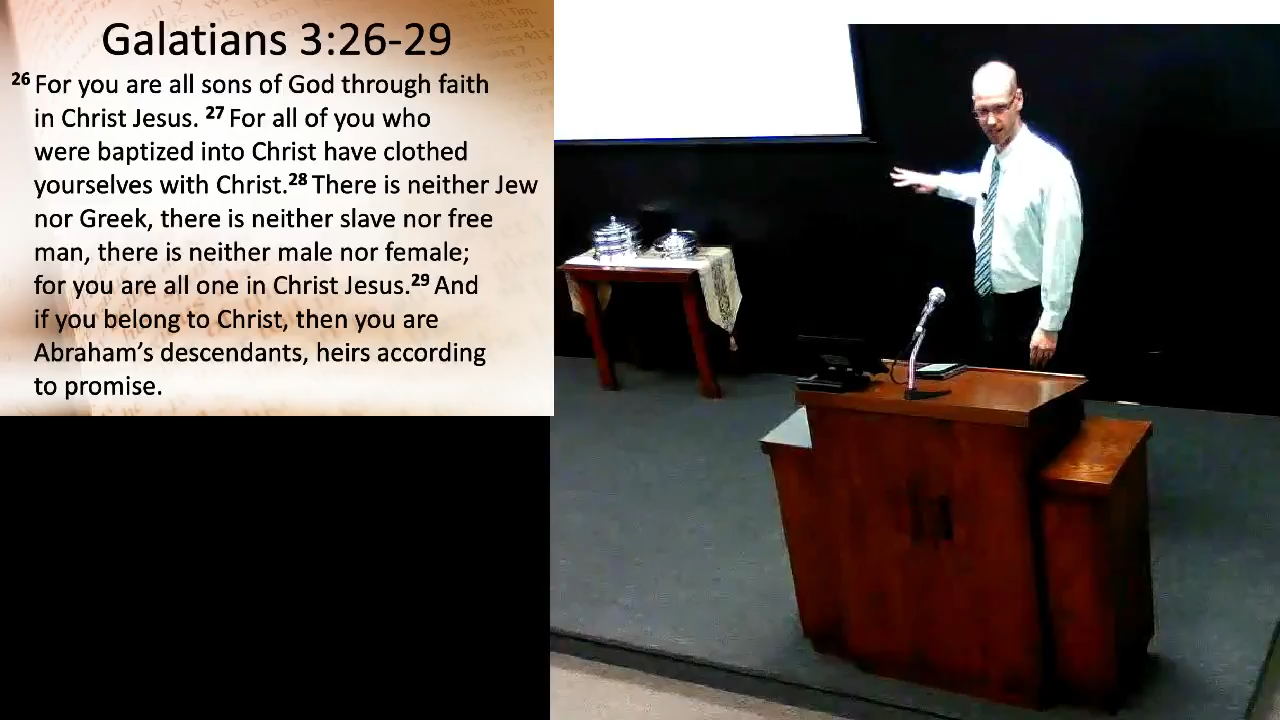 Galatians 3:26-29
26 For you are all sons of God through faith
in Christ Jesus. 27 For all of you who
were baptized into Christ have clothed
yourselves with Christ.28 There is neither Jew
nor Greek, there is neither slave nor free
man, there is neither male nor female;
for you are all one in Christ Jesus.29 And
if you belong to Christ, then you are
Abraham’s descendants, heirs according
to promise.